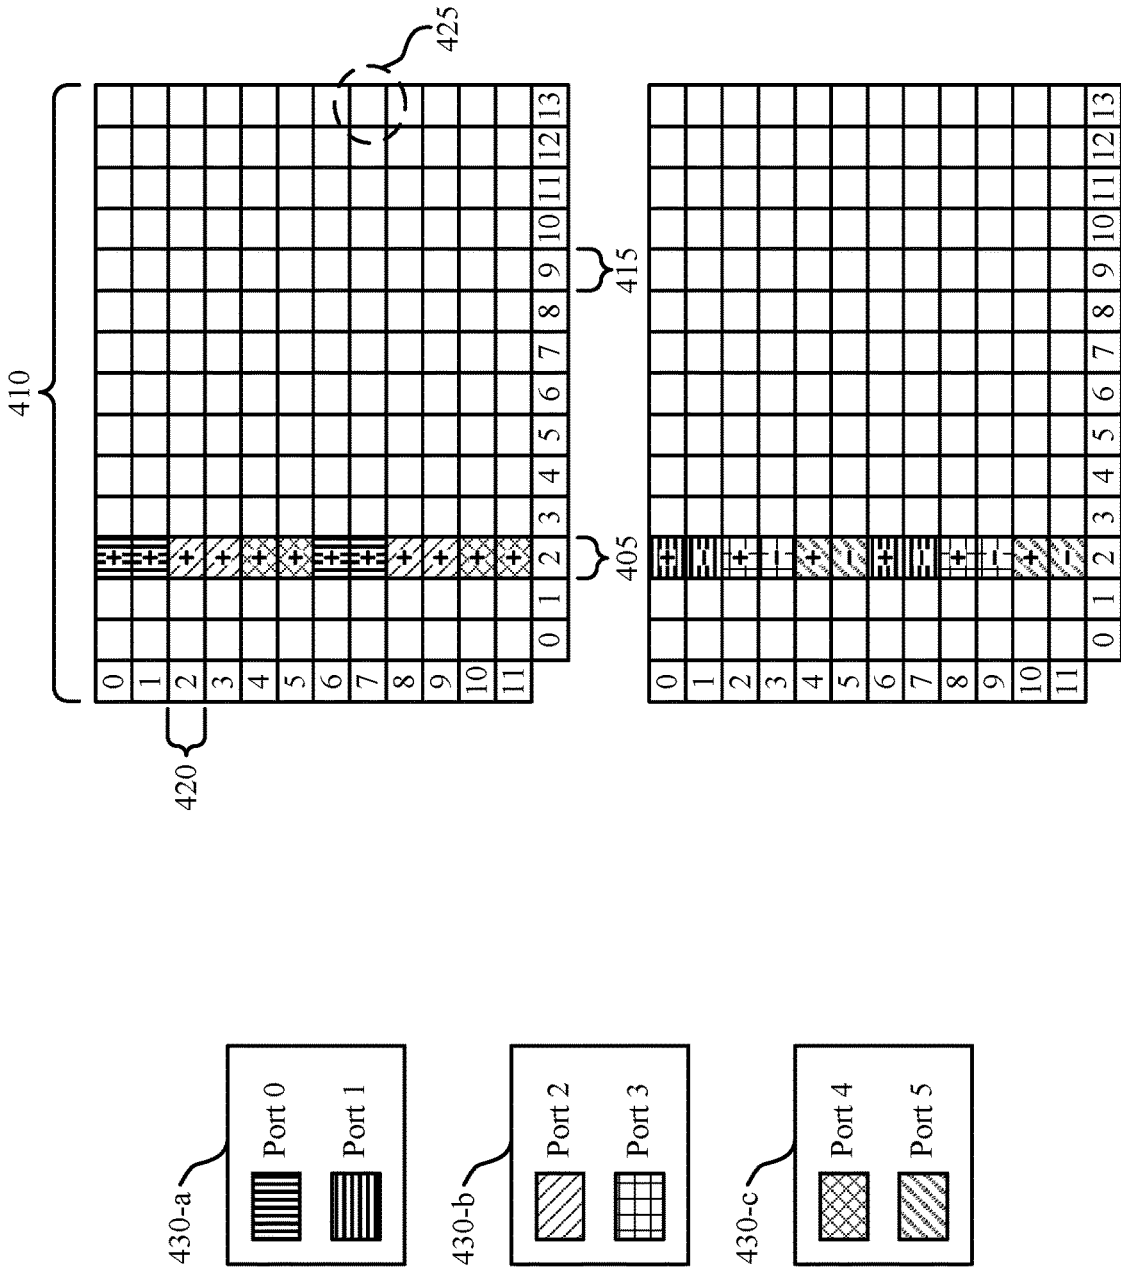 410
0 +
1 +
2 +
3 +
4 +
5 +
6 +
7 +
8 +
9 +
10 +
11 +
0 1 2 3 4 5 6 7 8 9 10 11 12 13
420
425
405
415
0 +
1 -
2 +
3 -
4 +
5 -
6 +
7 -
8 +
9 -
10 +
11 -
0 1 2 3 4 5 6 7 8 9 10 11 12 13
430-a
Port 0
Port 1
430-b
Port 2
Port 3
430-c
Port 4
Port 5